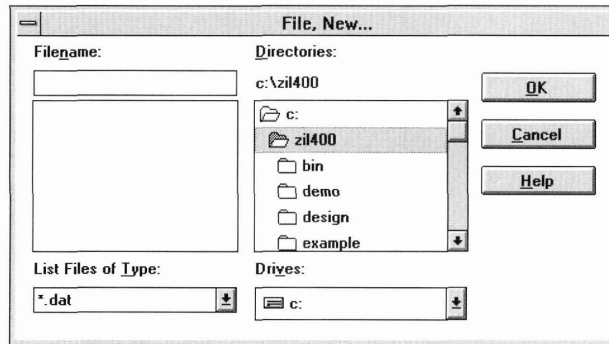 File, New...
Filename:
Directories:
c:\zil400
OK
c:
zil400
Cancel
bin
demo
Help
design
example
List Files of Type:
Drives:
*.dat
c: